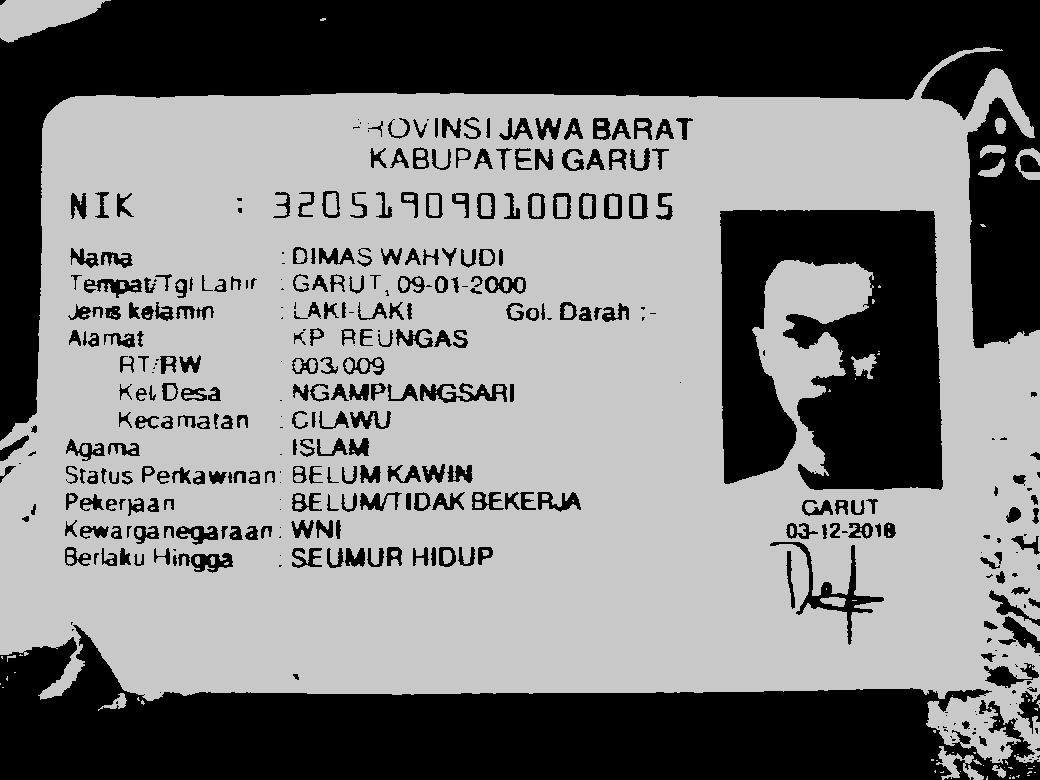 PROVINSI JAWA BARAT
KABUPATEN GARUT
NIK : 3205190901000005
Nama : DIMAS WAHYUDI
Tempat/Tgl Lahir : GARUT, 09-01-2000
Jenis kelamin : LAKI-LAKI Gol. Darah : -
Alamat KP REUNGAS
RT/RW 003/009
Kel/Desa : NGAMPLANGSARI
Kecamatan : CILAWU
Agama : ISLAM
Status Perkawinan: BELUM KAWIN
Pekerjaan : BELUM/TIDAK BEKERJA
Kewarganegaraan : WNI
Berlaku Hingga : SEUMUR HIDUP
GARUT
03-12-2018